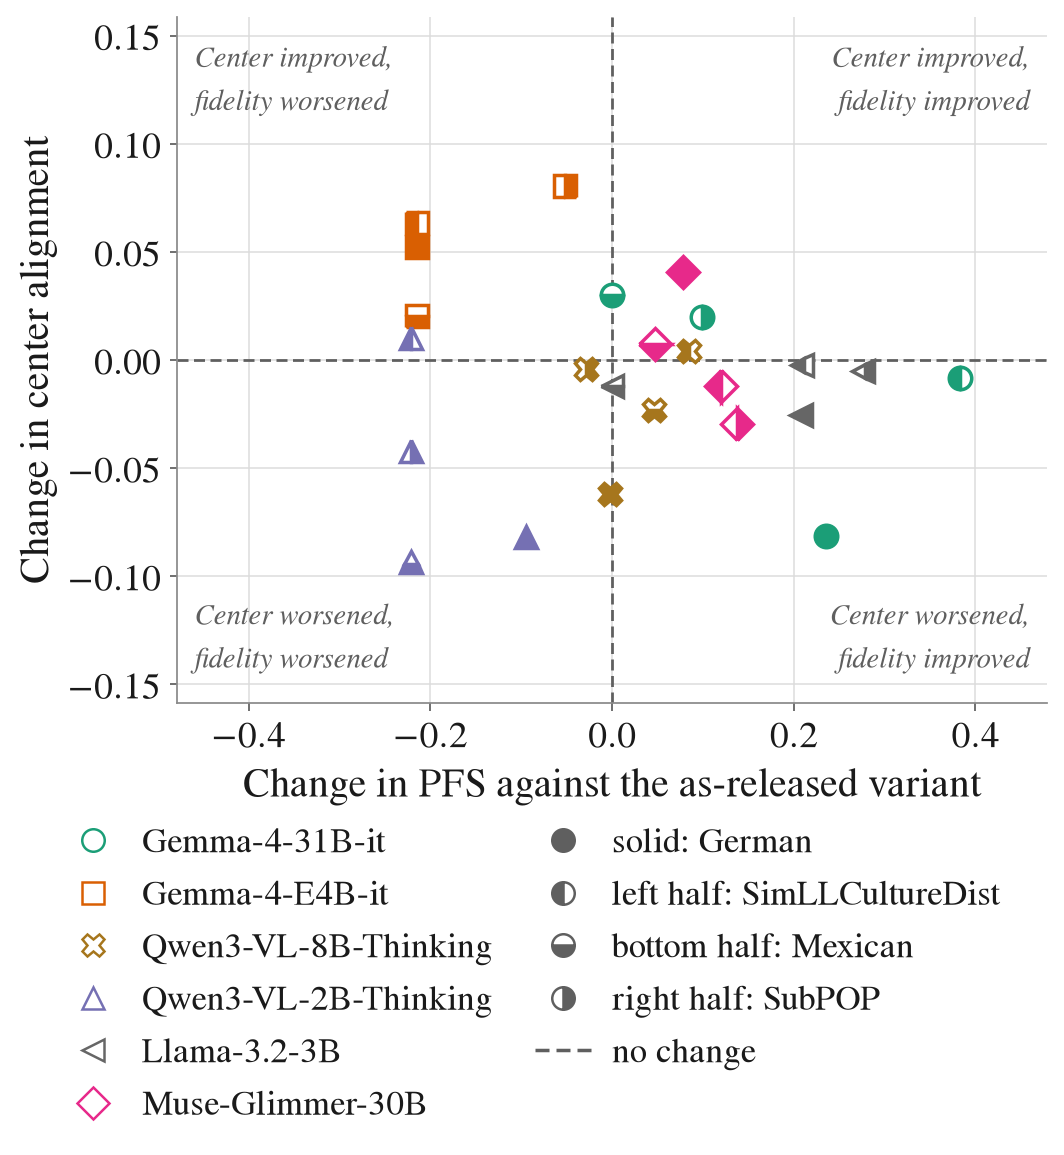 Change in center alignment
0.15
0.10
0.05
0.00
−0.05
−0.10
−0.15
Center improved,
fidelity worsened
Center improved,
fidelity improved
Center worsened,
fidelity worsened
Center worsened,
fidelity improved
−0.4
−0.2
0.0
0.2
0.4
Change in PFS against the as-released variant
Gemma-4-31B-it
Gemma-4-E4B-it
Qwen3-VL-8B-Thinking
Qwen3-VL-2B-Thinking
Llama-3.2-3B
Muse-Glimmer-30B
solid: German
left half: SimLLCultureDist
bottom half: Mexican
right half: SubPOP
no change